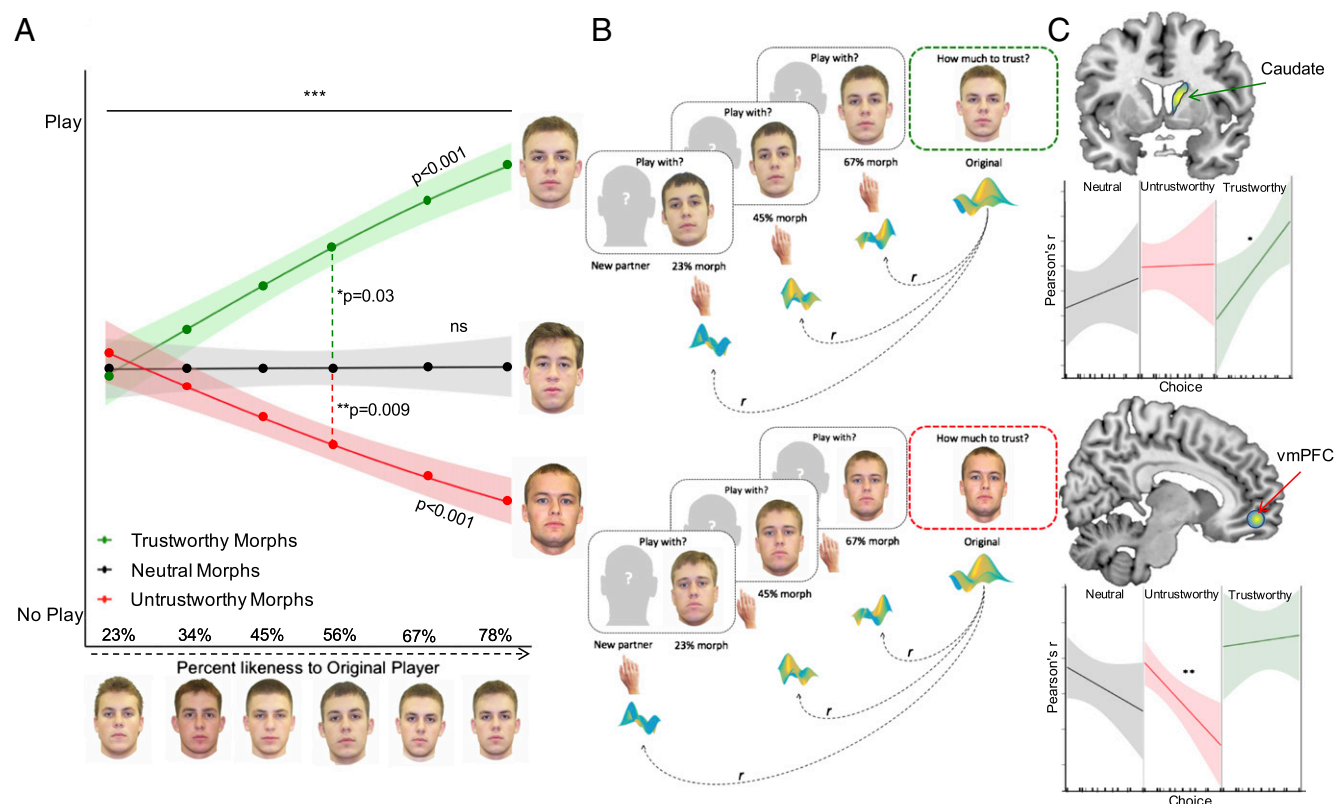 A
Play
***
p<0.001
*p=0.03
ns
**p=0.009
p<0.001
Trustworthy Morphs
Neutral Morphs
Untrustworthy Morphs
No Play
23% 34% 45% 56% 67% 78%
Percent likeness to Original Player
B
Play with?
How much to trust?
?
Play with?
67% morph
Original
?
Play with?
45% morph
?
New partner
23% morph
r
r
r
Play with?
How much to trust?
?
Play with?
67% morph
Original
?
Play with?
45% morph
?
New partner
23% morph
r
r
r
C
Caudate
Neutral Untrustworthy Trustworthy
*
Pearson's r
Choice
vmPFC
Neutral Untrustworthy Trustworthy
**
Pearson's r
Choice